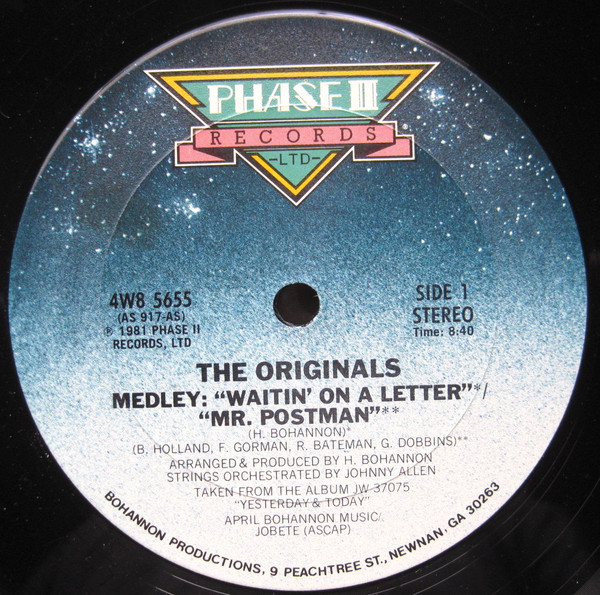 PHASE II
RECORDS
-LTD-
4W8 5655
(AS 917-AS)
℗ 1981 PHASE II
RECORDS, LTD
SIDE 1
STEREO
Time: 8:40
THE ORIGINALS
MEDLEY: "WAITIN' ON A LETTER"*/
"MR. POSTMAN"**
(H. BOHANNON)*
(B. HOLLAND, F. GORMAN, R. BATEMAN, G. DOBBINS)**
ARRANGED & PRODUCED BY H. BOHANNON
STRINGS ORCHESTRATED BY JOHNNY ALLEN
TAKEN FROM THE ALBUM JW 37075
"YESTERDAY & TODAY"
APRIL BOHANNON MUSIC/
JOBETE (ASCAP)
BOHANNON PRODUCTIONS, 9 PEACHTREE ST., NEWNAN, GA 30263